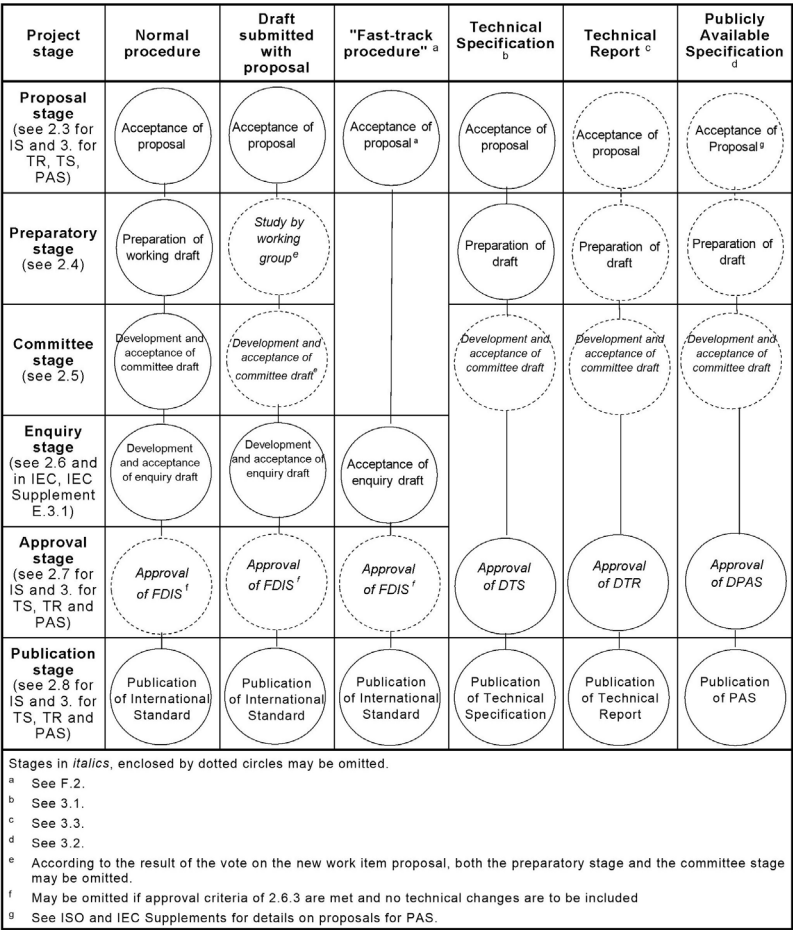 Project stage
Normal procedure
Draft submitted with proposal
"Fast-track procedure" a
Technical Specification b
Technical Report c
Publicly Available Specification d
Proposal stage
(see 2.3 for IS and 3. for TR, TS, PAS)
Acceptance of proposal
Acceptance of proposal
Acceptance of proposal a
Acceptance of proposal
Acceptance of proposal
Acceptance of Proposal g
Preparatory stage
(see 2.4)
Preparation of working draft
Study by working group e
Preparation of draft
Preparation of draft
Preparation of draft
Committee stage
(see 2.5)
Development and acceptance of committee draft
Development and acceptance of committee draft e
Development and acceptance of committee draft
Development and acceptance of committee draft
Development and acceptance of committee draft
Enquiry stage
(see 2.6 and in IEC, IEC Supplement E.3.1)
Development and acceptance of enquiry draft
Development and acceptance of enquiry draft
Acceptance of enquiry draft
Approval stage
(see 2.7 for IS and 3. for TS, TR and PAS)
Approval of FDIS f
Approval of FDIS f
Approval of FDIS f
Approval of DTS
Approval of DTR
Approval of DPAS
Publication stage
(see 2.8 for IS and 3. for TS, TR and PAS)
Publication of International Standard
Publication of International Standard
Publication of International Standard
Publication of Technical Specification
Publication of Technical Report
Publication of PAS
Stages in italics, enclosed by dotted circles may be omitted.
a See F.2.
b See 3.1.
c See 3.3.
d See 3.2.
e According to the result of the vote on the new work item proposal, both the preparatory stage and the committee stage
may be omitted.
f May be omitted if approval criteria of 2.6.3 are met and no technical changes are to be included
g See ISO and IEC Supplements for details on proposals for PAS.